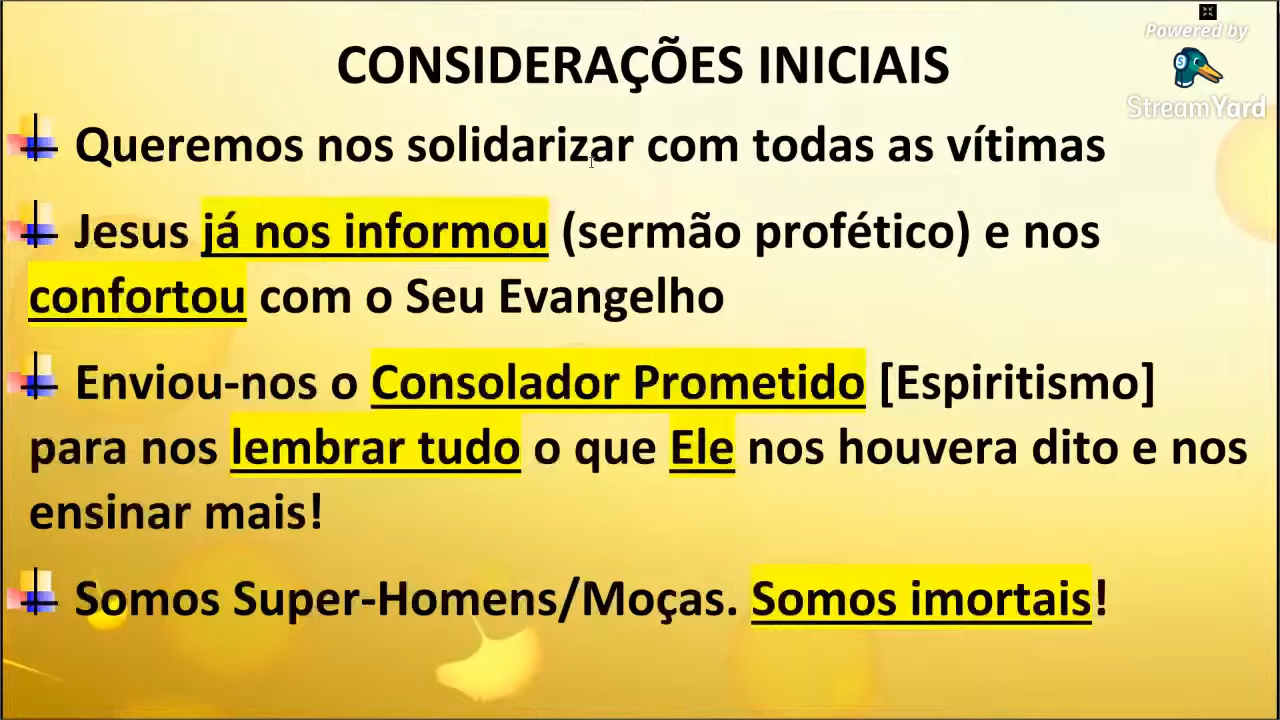 Powered by
StreamYard
CONSIDERAÇÕES INICIAIS
Queremos nos solidarizar com todas as vítimas
Jesus já nos informou (sermão profético) e nos
confortou com o Seu Evangelho
Enviou-nos o Consolador Prometido [Espiritismo]
para nos lembrar tudo o que Ele nos houvera dito e nos
ensinar mais!
Somos Super-Homens/Moças. Somos imortais!